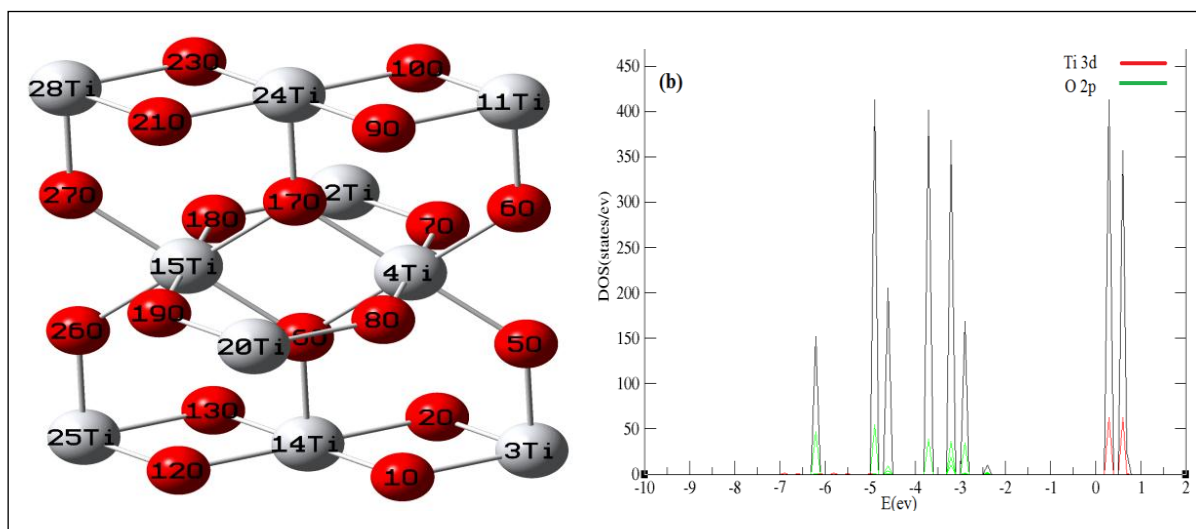 23O
10O
28Ti
24Ti
11Ti
21O
9O
27O
17O
2Ti
6O
18O
7O
15Ti
4Ti
19O
8O
26O
20Ti
6O
5O
13O
2O
25Ti
14Ti
3Ti
12O
1O
(b)
Ti 3d
O 2p
DOS(states/ev)
450
400
350
300
250
200
150
100
50
0
-10 -9 -8 -7 -6 -5 -4 -3 -2 -1 0 1 2
E(ev)